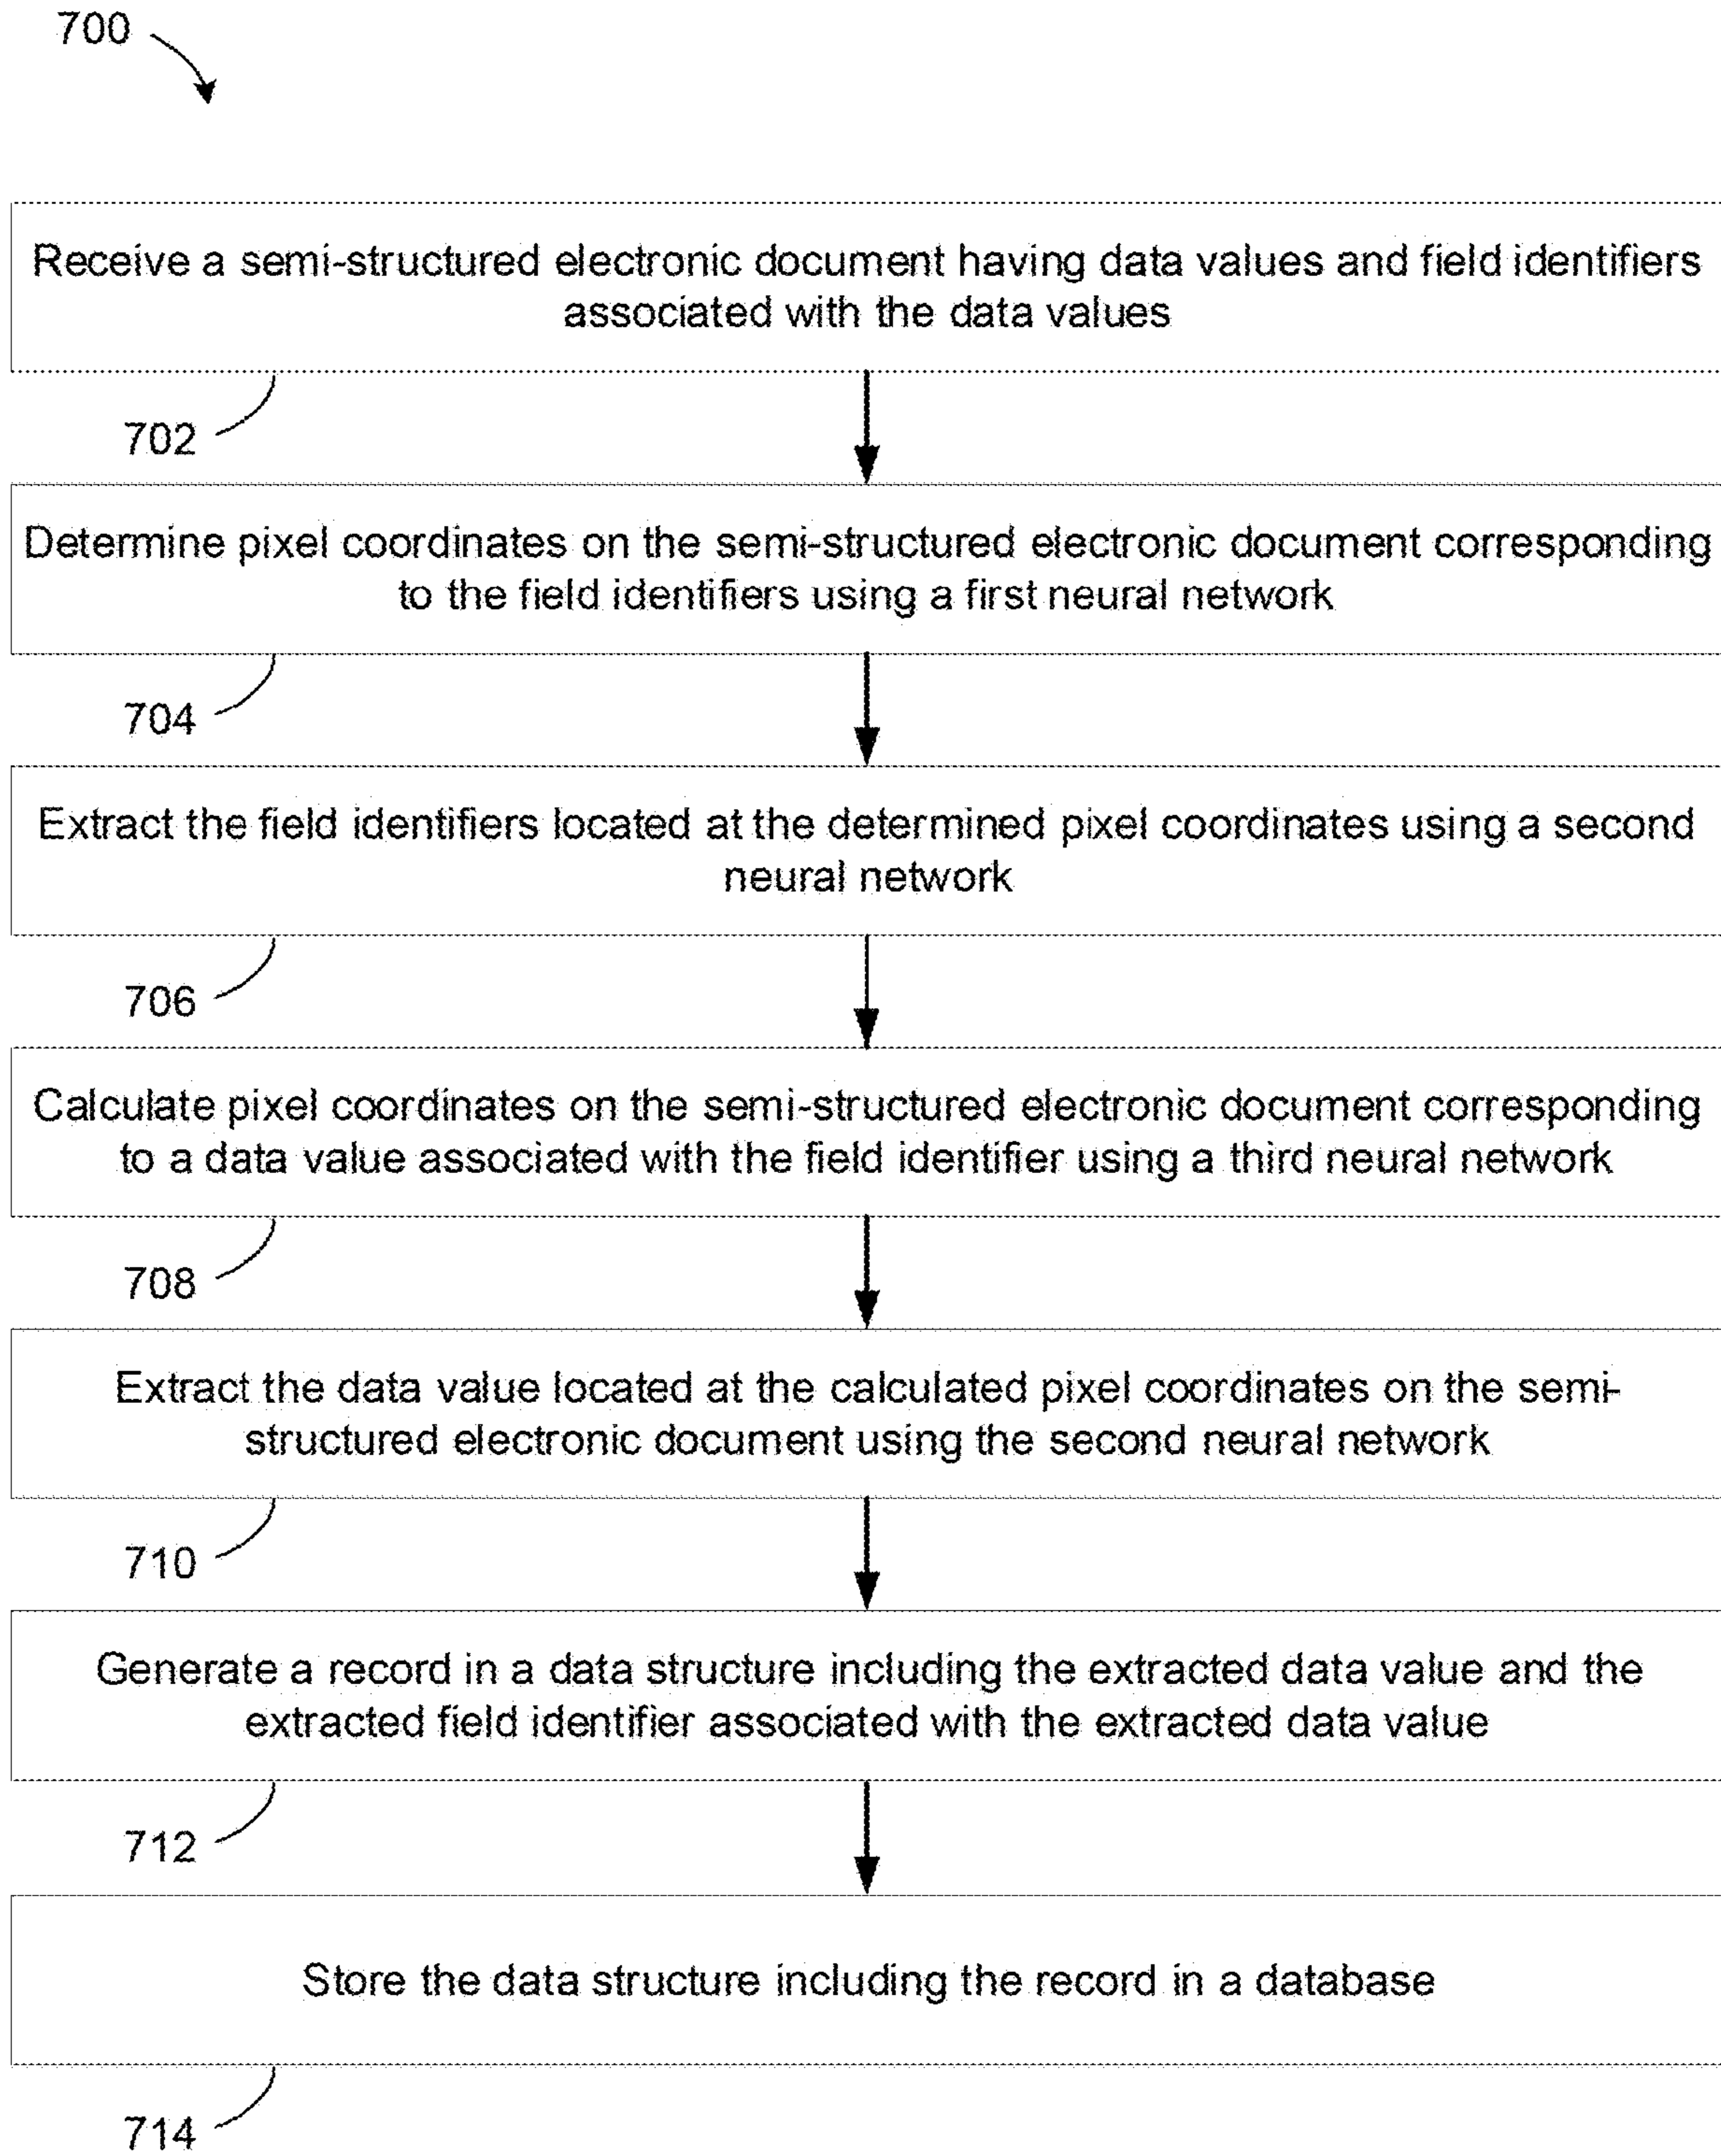 700
Receive a semi-structured electronic document having data values and field identifiers
associated with the data values
702
Determine pixel coordinates on the semi-structured electronic document corresponding
to the field identifiers using a first neural network
704
Extract the field identifiers located at the determined pixel coordinates using a second
neural network
706
Calculate pixel coordinates on the semi-structured electronic document corresponding
to a data value associated with the field identifier using a third neural network
708
Extract the data value located at the calculated pixel coordinates on the semi-
structured electronic document using the second neural network
710
Generate a record in a data structure including the extracted data value and the
extracted field identifier associated with the extracted data value
712
Store the data structure including the record in a database
714